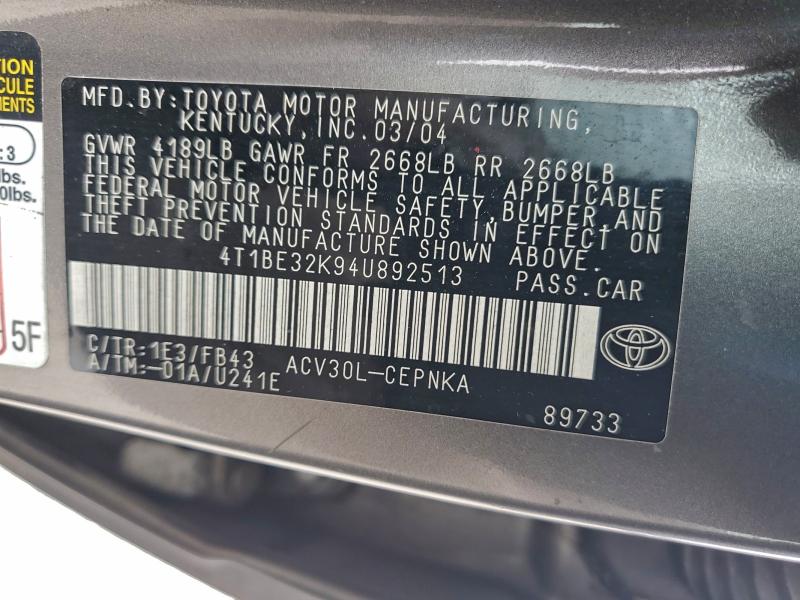 TION
CULE
MENTS
:3
lbs.
0lbs.
5F
MFD.BY:TOYOTA MOTOR MANUFACTURING,
KENTUCKY,INC.03/04
GVWR 4189LB GAWR FR 2668LB RR 2668LB
THIS VEHICLE CONFORMS TO ALL APPLICABLE
FEDERAL MOTOR VEHICLE SAFETY,BUMPER,AND
THEFT PREVENTION STANDARDS IN EFFECT ON
THE DATE OF MANUFACTURE SHOWN ABOVE.
4T1BE32K94U892513 PASS.CAR
C/TR:1E3/FB43 ACV30L-CEPNKA
A/TM:-01A/U241E
89733